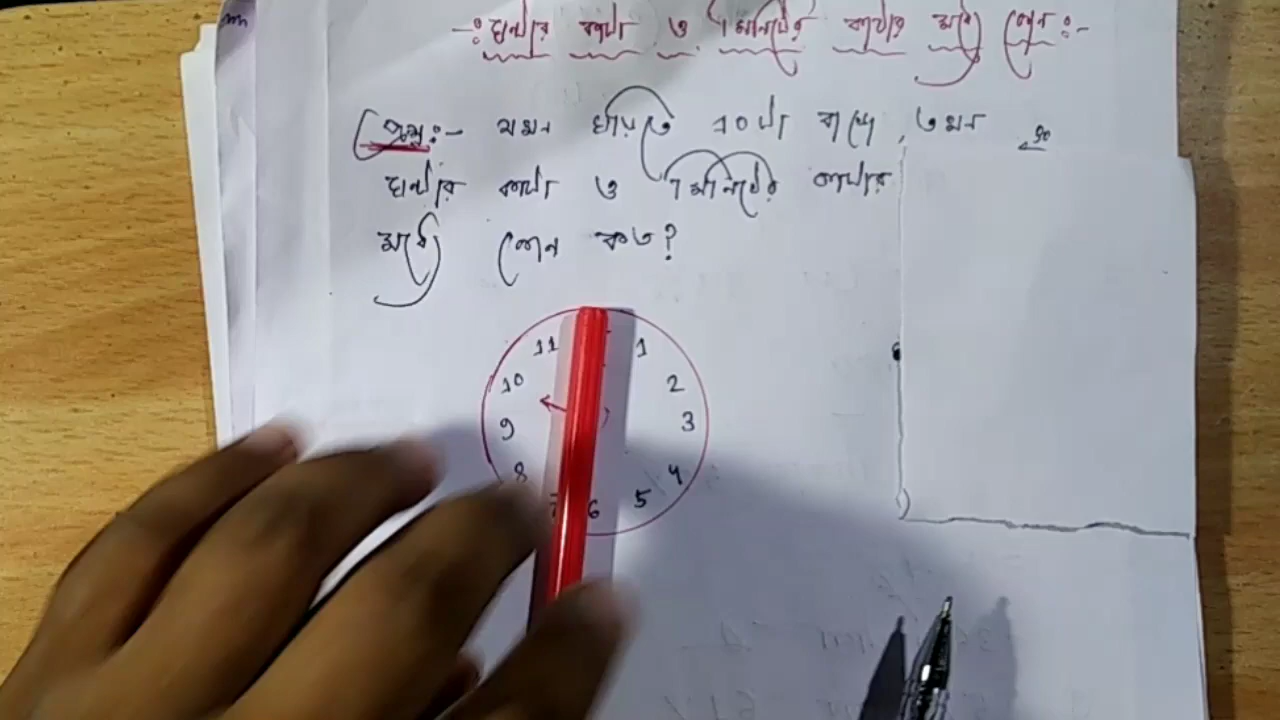 -ঃ ঘন্টার কাটা ও মিনিটের কাটার মধ্যে কোন ঃ-
প্রশ্ন ঃ- যখন ঘড়িতে ১০টা বাজে, তখন
ঘন্টার কাটা ও মিনিটের কাটার
মধ্যে কোন কত?
11
1
10
2
9
3
8
4
7
6
5